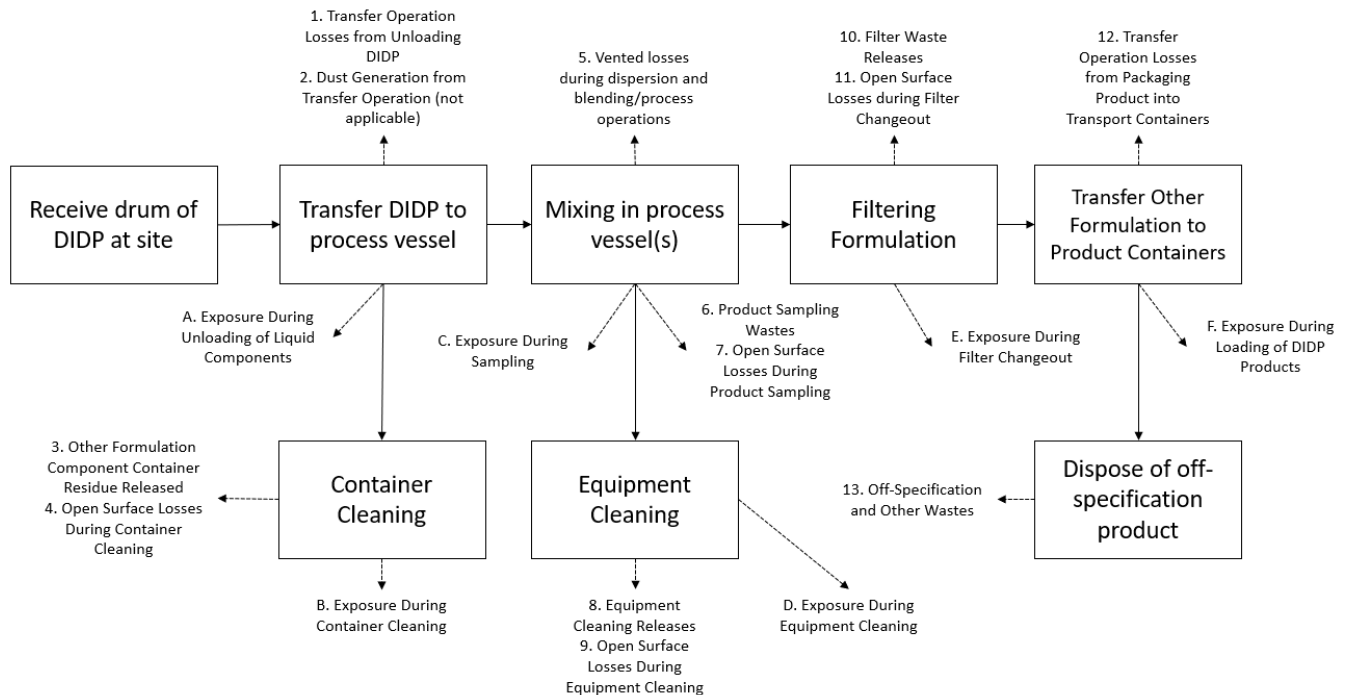 1. Transfer Operation
Losses from Unloading
DIDP
2. Dust Generation from
Transfer Operation (not
applicable)
5. Vented losses
during dispersion and
blending/process
operations
10. Filter Waste
Releases
11. Open Surface
Losses during Filter
Changeout
12. Transfer
Operation Losses
from Packaging
Product into
Transport Containers
Receive drum of
DIDP at site
Transfer DIDP to
process vessel
Mixing in process
vessel(s)
Filtering
Formulation
Transfer Other
Formulation to
Product Containers
A. Exposure During
Unloading of Liquid
Components
C. Exposure During
Sampling
6. Product Sampling
Wastes
7. Open Surface
Losses During
Product Sampling
E. Exposure During
Filter Changeout
F. Exposure During
Loading of DIDP
Products
3. Other Formulation
Component Container
Residue Released
4. Open Surface Losses
During Container
Cleaning
Container
Cleaning
Equipment
Cleaning
13. Off-Specification
and Other Wastes
Dispose of off-
specification
product
B. Exposure During
Container Cleaning
8. Equipment
Cleaning Releases
9. Open Surface
Losses During
Equipment Cleaning
D. Exposure During
Equipment Cleaning